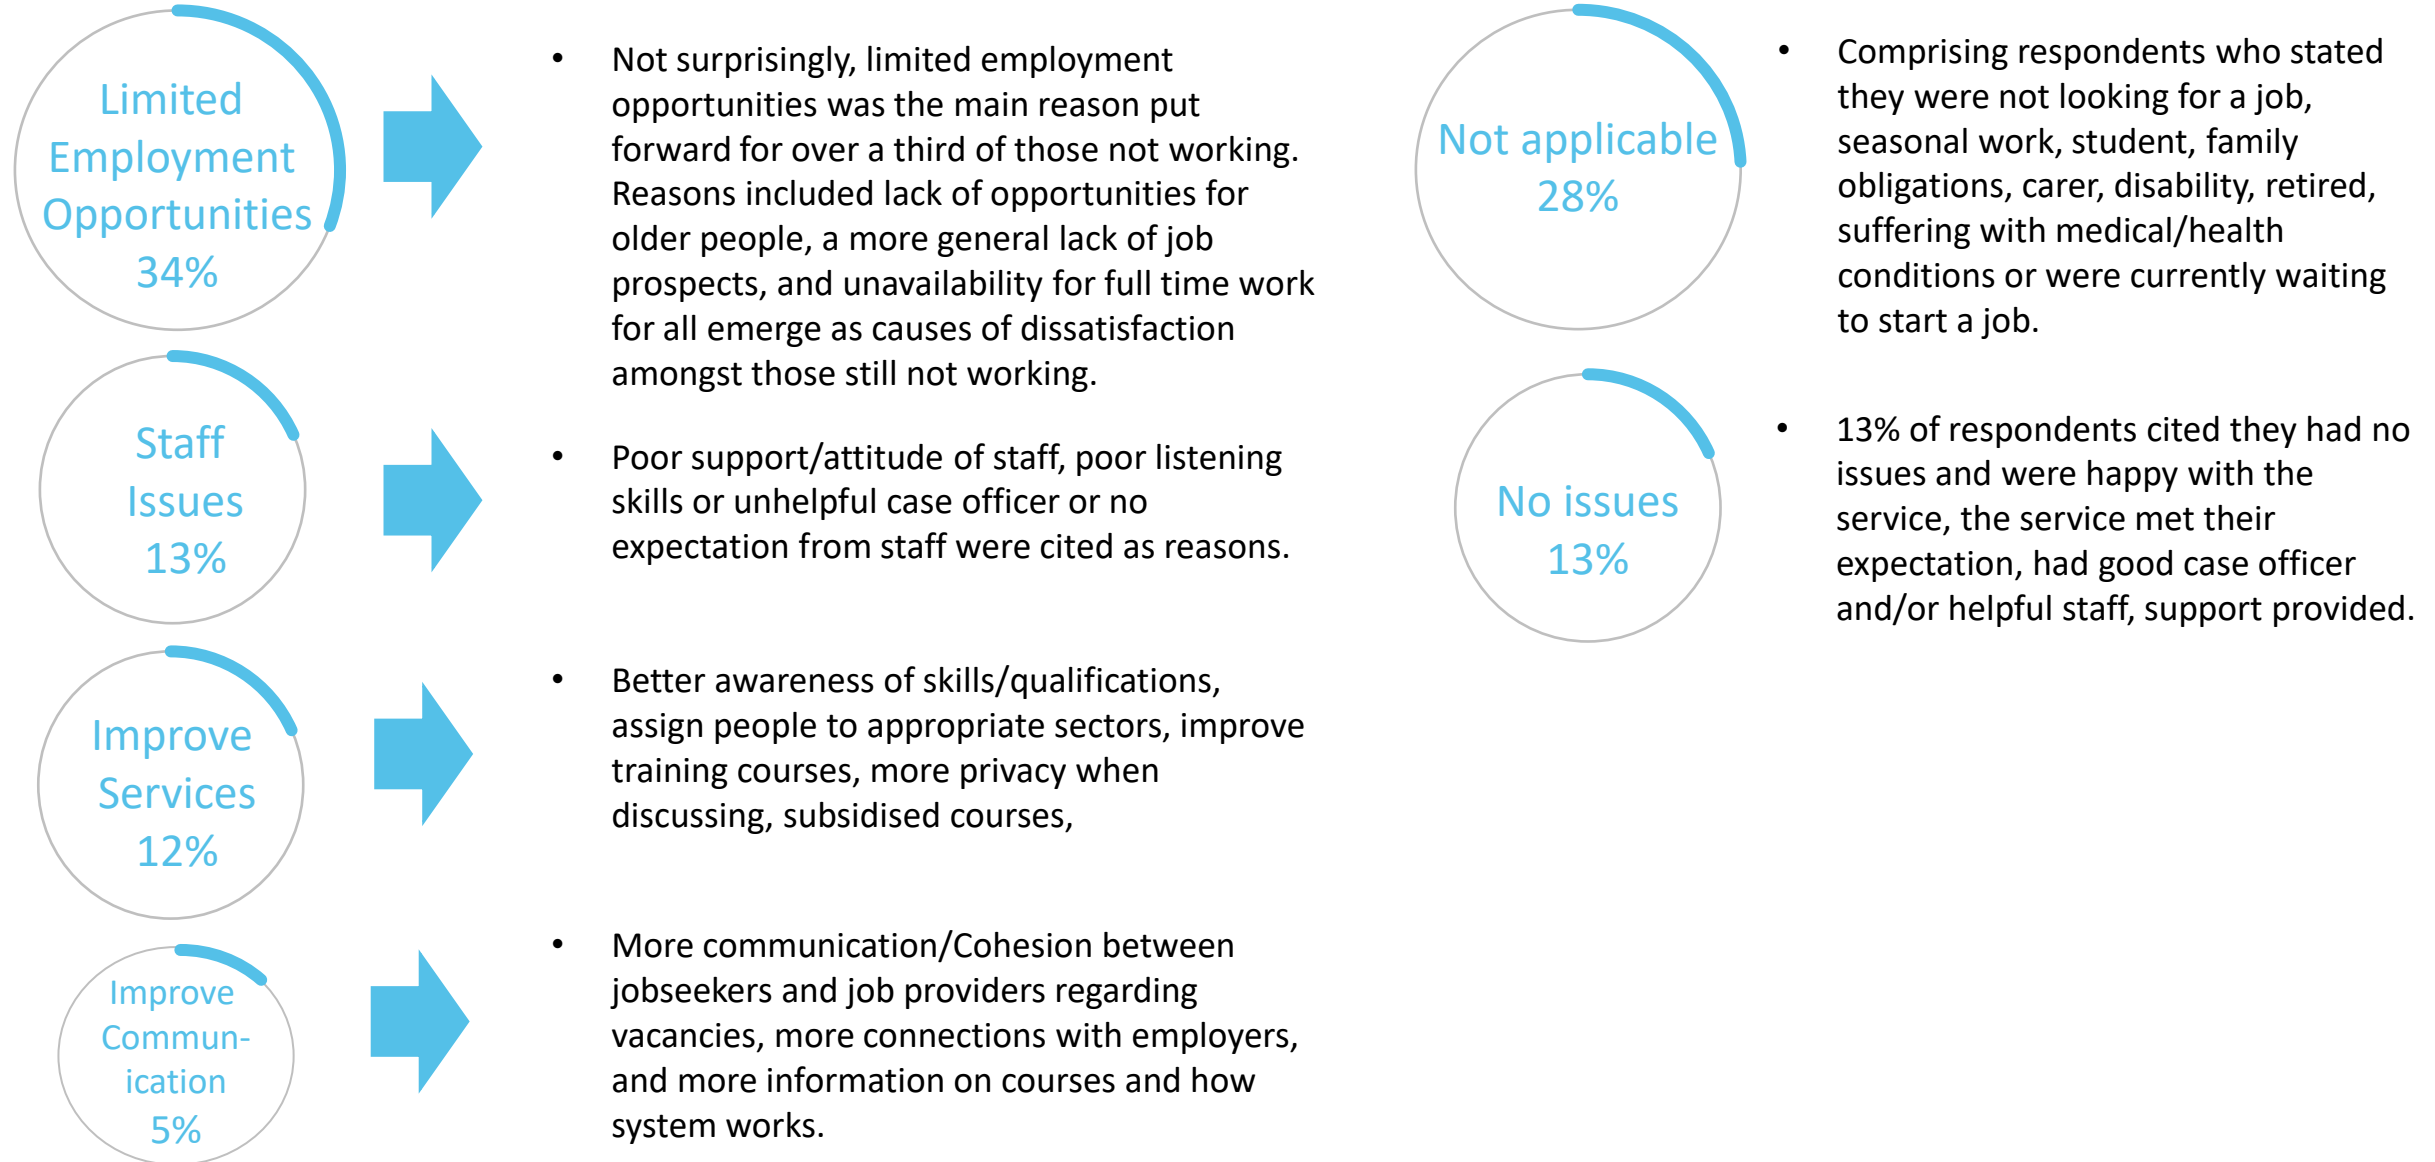 Limited
Employment
Opportunities
34%
• Not surprisingly, limited employment
opportunities was the main reason put
forward for over a third of those not working.
Reasons included lack of opportunities for
older people, a more general lack of job
prospects, and unavailability for full time work
for all emerge as causes of dissatisfaction
amongst those still not working.
Staff
Issues
13%
• Poor support/attitude of staff, poor listening
skills or unhelpful case officer or no
expectation from staff were cited as reasons.
Improve
Services
12%
• Better awareness of skills/qualifications,
assign people to appropriate sectors, improve
training courses, more privacy when
discussing, subsidised courses,
Improve
Commun-
ication
5%
• More communication/Cohesion between
jobseekers and job providers regarding
vacancies, more connections with employers,
and more information on courses and how
system works.
Not applicable
28%
• Comprising respondents who stated
they were not looking for a job,
seasonal work, student, family
obligations, carer, disability, retired,
suffering with medical/health
conditions or were currently waiting
to start a job.
No issues
13%
• 13% of respondents cited they had no
issues and were happy with the
service, the service met their
expectation, had good case officer
and/or helpful staff, support provided.